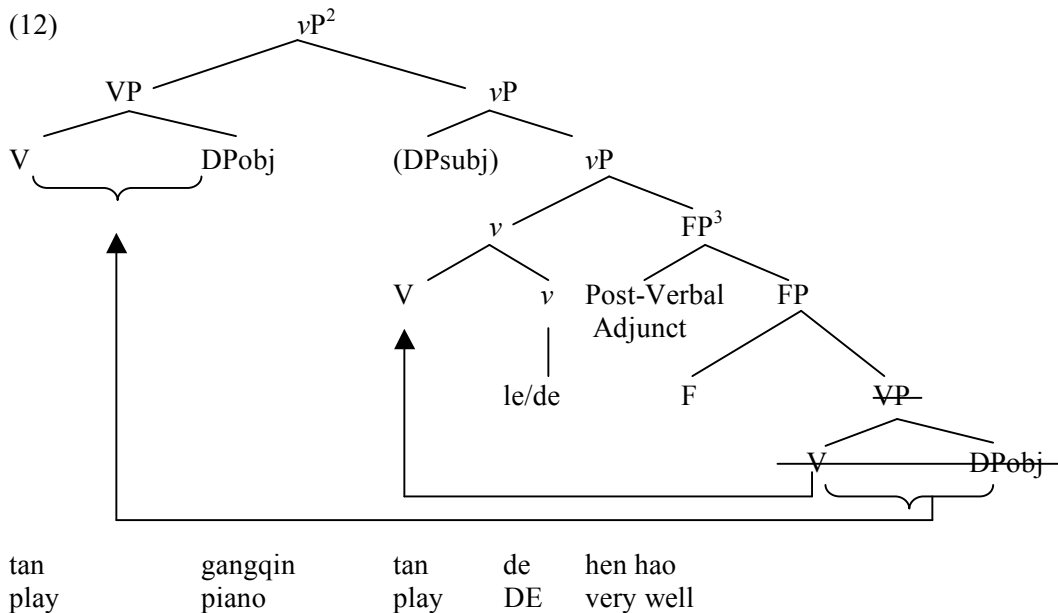 (12) vP2
VP vP
V DPobj (DPsubj) vP
v FP3
V v Post-Verbal FP
Adjunct
le/de F VP
V DPobj
tan gangqin tan de hen hao
play piano play DE very well